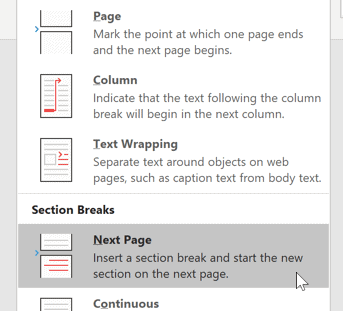 Page
Mark the point at which one page ends
and the next page begins.
Column
Indicate that the text following the column
break will begin in the next column.
Text Wrapping
Separate text around objects on web
pages, such as caption text from body text.
Section Breaks
Next Page
Insert a section break and start the new
section on the next page.
Continuous